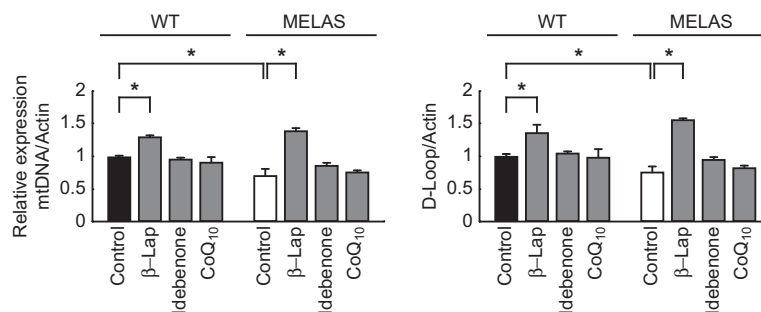 WT MELAS
* *
*
Relative expression
mtDNA/Actin
2
1.5
1
0.5
0
Control
β–Lap
Idebenone
CoQ10
Control
β–Lap
Idebenone
CoQ10
WT MELAS
* *
*
D-Loop/Actin
2
1.5
1
0.5
0
Control
β–Lap
Idebenone
CoQ10
Control
β–Lap
Idebenone
CoQ10